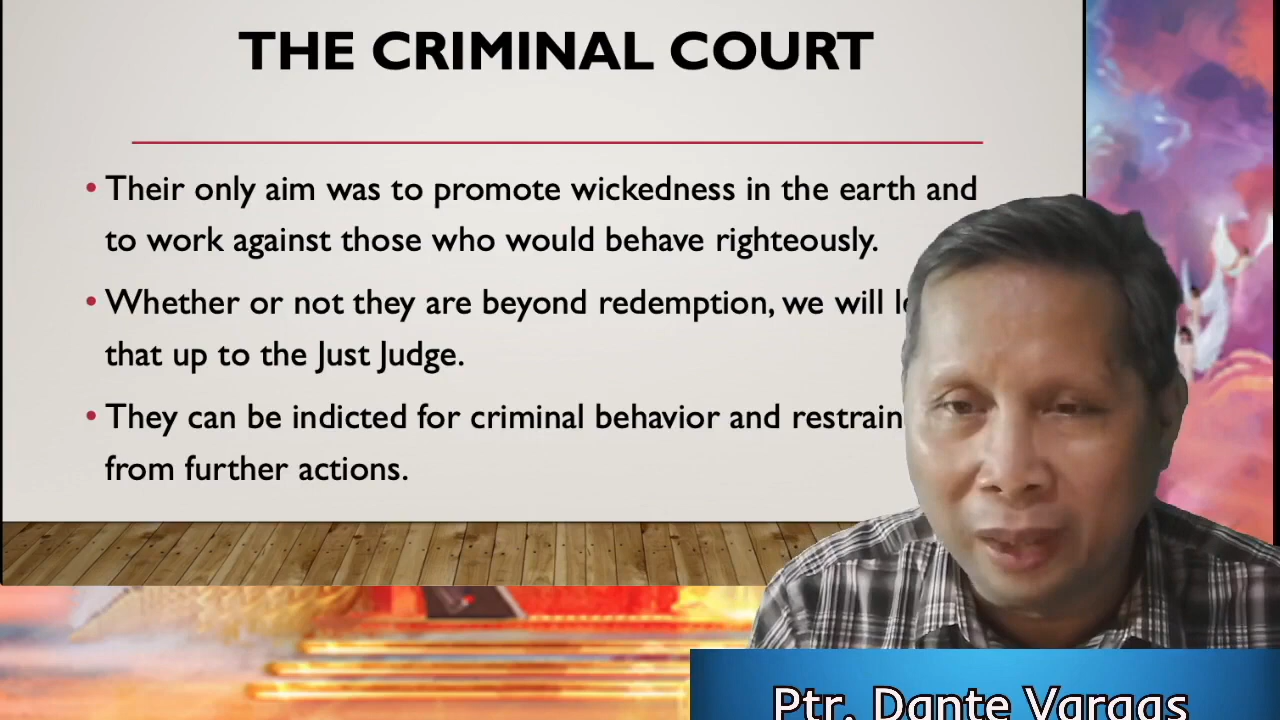 THE CRIMINAL COURT
• Their only aim was to promote wickedness in the earth and
to work against those who would behave righteously.
• Whether or not they are beyond redemption, we will
that up to the Just Judge.
• They can be indicted for criminal behavior and
from further actions.
Ptr. Dante Vargas